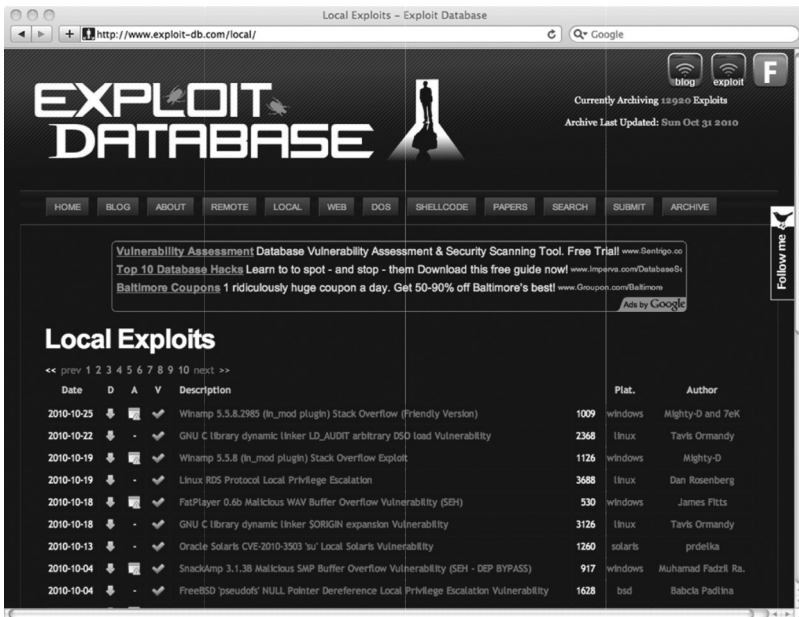 Local Exploits – Exploit Database
http://www.exploit-db.com/local/
Google
blog
exploit
F
EXPLOIT
DATABASE
Currently Archiving 12920 Exploits
Archive Last Updated: Sun Oct 31 2010
HOME BLOG ABOUT REMOTE LOCAL WEB DOS SHELLCODE PAPERS SEARCH SUBMIT ARCHIVE
Follow me
Vulnerability Assessment Database Vulnerability Assessment & Security Scanning Tool. Free Trial! www.Sentrigo.co
Top 10 Database Hacks Learn to to spot - and stop - them Download this free guide now! www.Imperva.com/DatabaseSe
Baltimore Coupons 1 ridiculously huge coupon a day. Get 50-90% off Baltimore's best! www.Groupon.com/Baltimore
Ads by Google
Local Exploits
<< prev 1 2 3 4 5 6 7 8 9 10 next >>
Date D A V Description Plat. Author
2010-10-25 Winamp 5.5.8.2985 (in_mod plugin) Stack Overflow (Friendly Version) 1009 windows Mighty-D and 7eK
2010-10-22 - GNU C library dynamic linker LD_AUDIT arbitrary DSO load Vulnerability 2368 linux Tavis Ormandy
2010-10-19 Winamp 5.5.8 (in_mod plugin) Stack Overflow Exploit 1126 windows Mighty-D
2010-10-19 - Linux RDS Protocol Local Privilege Escalation 3688 linux Dan Rosenberg
2010-10-18 FatPlayer 0.6b Malicious WAV Buffer Overflow Vulnerability (SEH) 530 windows James Fitts
2010-10-18 - GNU C library dynamic linker $ORIGIN expansion Vulnerability 3126 linux Tavis Ormandy
2010-10-13 - Oracle Solaris CVE-2010-3503 'su' Local Solaris Vulnerability 1260 solaris prdelka
2010-10-04 SnackAmp 3.1.3B Malicious SMP Buffer Overflow Vulnerability (SEH - DEP BYPASS) 917 windows Muhamad Fadzil Ra.
2010-10-04 - FreeBSD 'pseudofs' NULL Pointer Dereference Local Privilege Escalation Vulnerability 1628 bsd Babcia Padlina